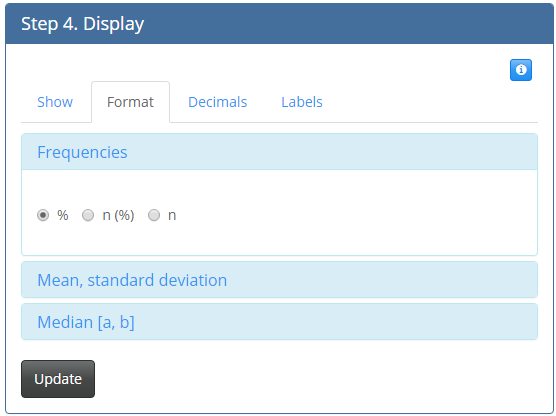 Step 4. Display
Show Format Decimals Labels
Frequencies
% n (%) n
Mean, standard deviation
Median [a, b]
Update